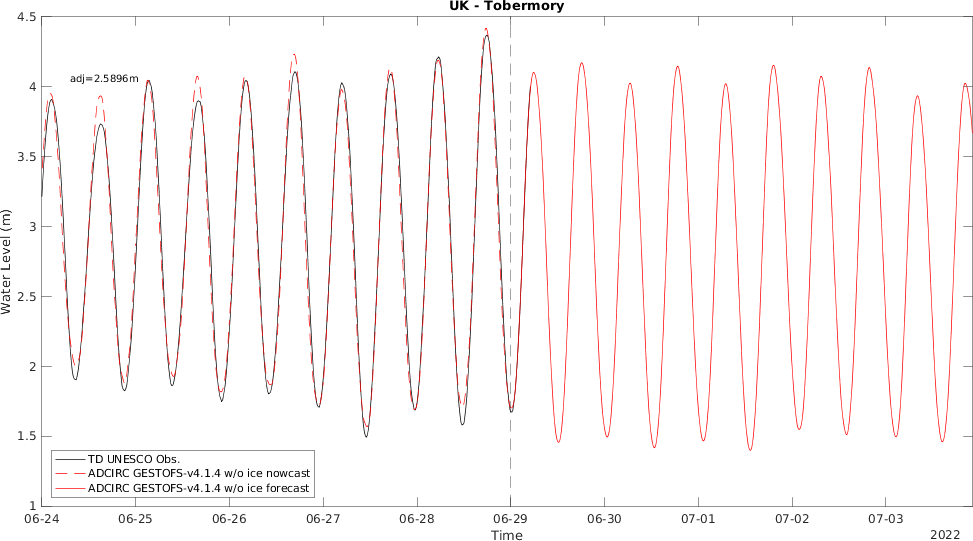 UK - Tobermory
4.5
adj=2.5896m
4
3.5
3
2.5
2
1.5
1
Water Level (m)
TD UNESCO Obs.
ADCIRC GESTOFS-v4.1.4 w/o ice nowcast
ADCIRC GESTOFS-v4.1.4 w/o ice forecast
06-24 06-25 06-26 06-27 06-28 06-29 06-30 07-01 07-02 07-03
Time
2022